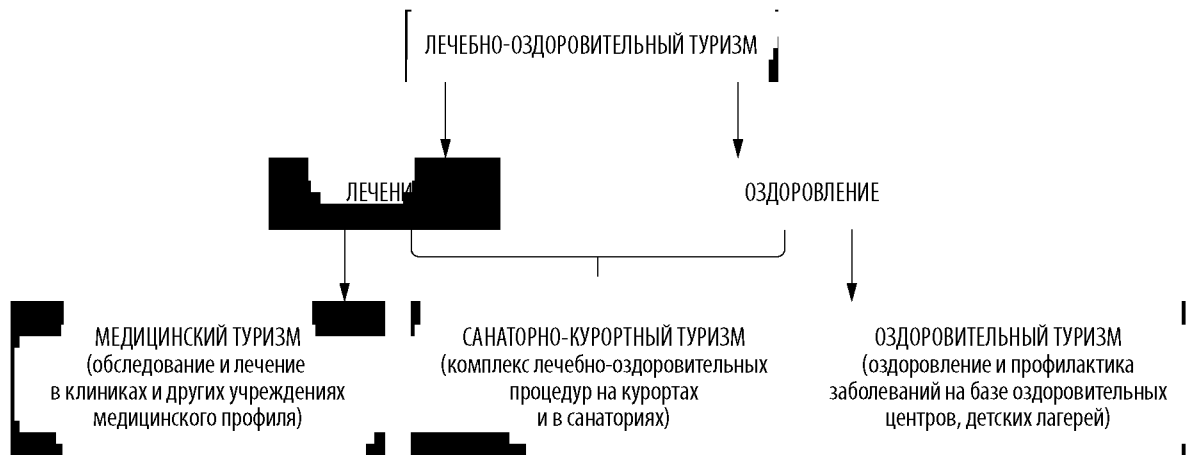 ЛЕЧЕБНО-ОЗДОРОВИТЕЛЬНЫЙ ТУРИЗМ
ЛЕЧЕНИ
ОЗДОРОВЛЕНИЕ
МЕДИЦИНСКИЙ ТУРИЗМ
(обследование и лечение
в клиниках и других учреждениях
медицинского профиля)
САНАТОРНО-КУРОРТНЫЙ ТУРИЗМ
(комплекс лечебно-оздоровительных
процедур на курортах
и в санаториях)
ОЗДОРОВИТЕЛЬНЫЙ ТУРИЗМ
(оздоровление и профилактика
заболеваний на базе оздоровительных
центров, детских лагерей)